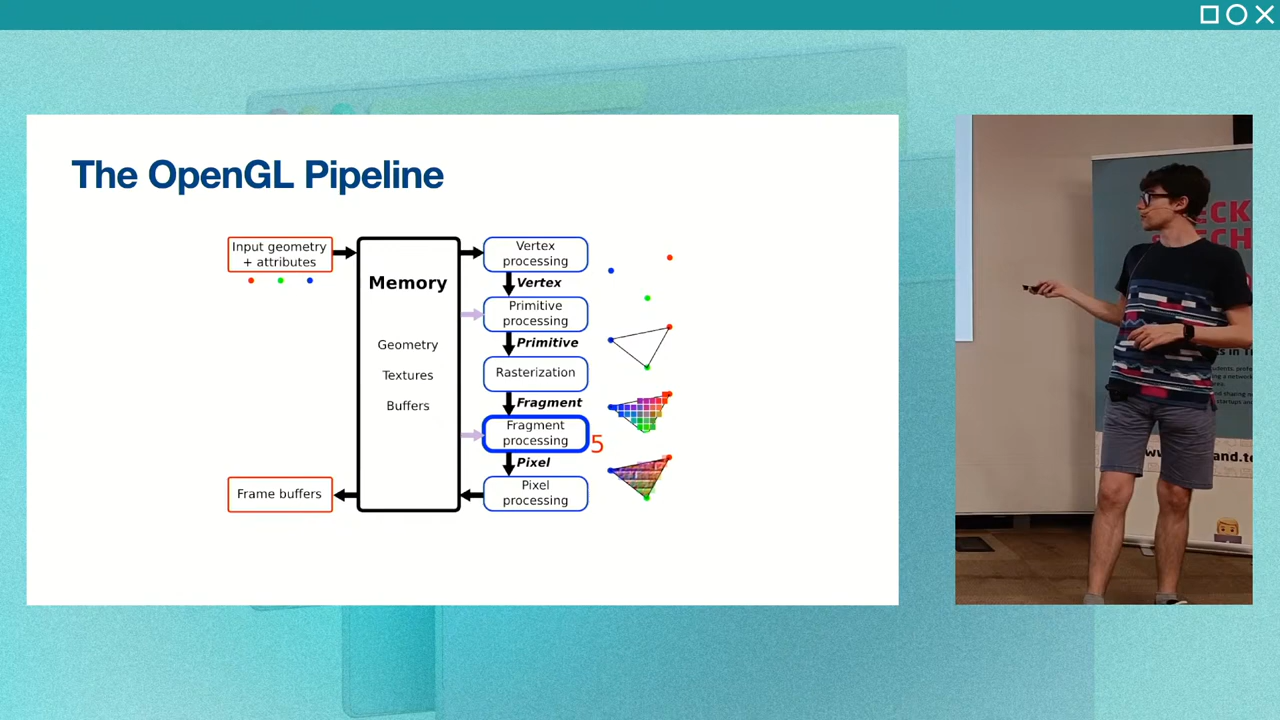 The OpenGL Pipeline
Input geometry
+ attributes
Memory
Geometry
Textures
Buffers
Frame buffers
Vertex
processing
Vertex
Primitive
processing
Primitive
Rasterization
Fragment
Fragment
processing
5
Pixel
Pixel
processing